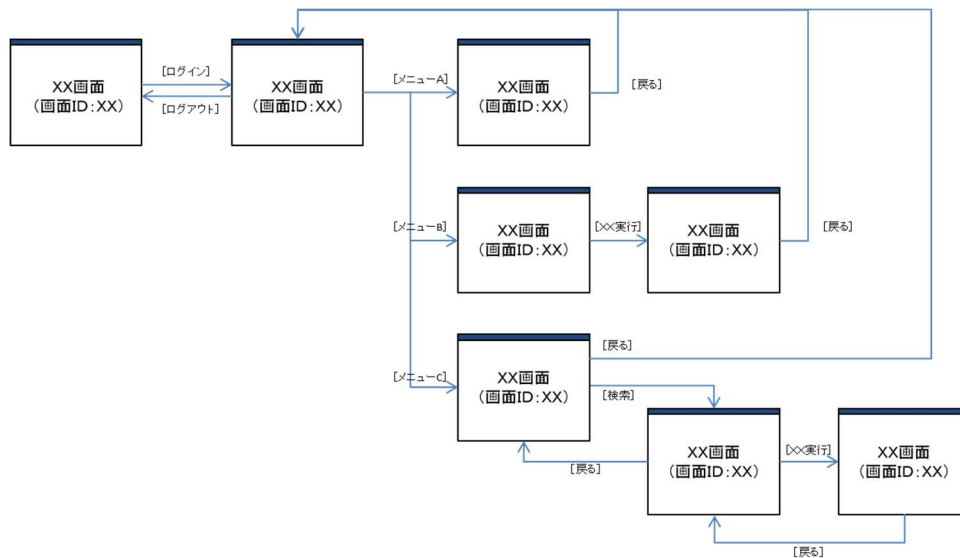 [ログイン]
[ログアウト]
XX画面
(画面ID:XX)
XX画面
(画面ID:XX)
[メニューA]
XX画面
(画面ID:XX)
[戻る]
[メニューB]
XX画面
(画面ID:XX)
[XX実行]
XX画面
(画面ID:XX)
[戻る]
[メニューC]
XX画面
(画面ID:XX)
[戻る]
[検索]
[戻る]
XX画面
(画面ID:XX)
[XX実行]
XX画面
(画面ID:XX)
[戻る]